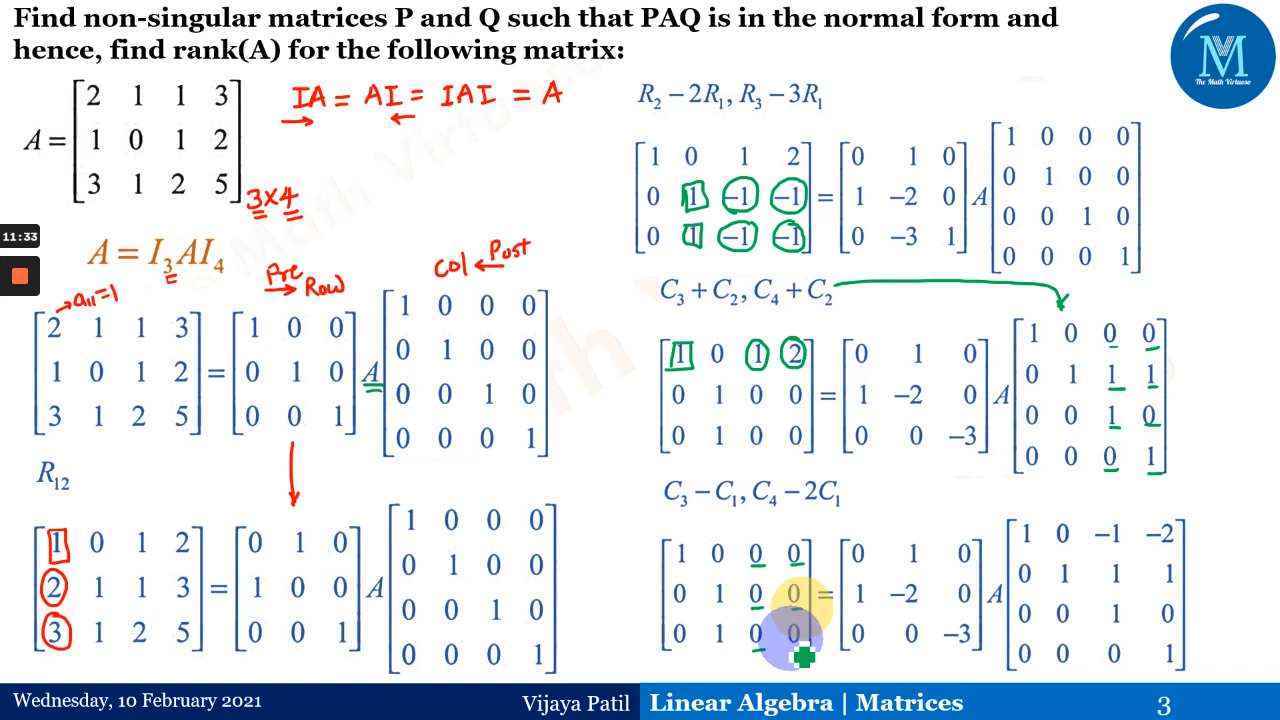 Find non-singular matrices P and Q such that PAQ is in the normal form and
hence, find rank(A) for the following matrix:
M
The Math Virtuoso
A = [2 1 1 3
1 0 1 2
3 1 2 5]
3×4
IA = AI = IAI = A
11:33
A = I₃AI₄
a₁₁=1
Pre
Row
Post
Col
[2 1 1 3
1 0 1 2
3 1 2 5]
=
[1 0 0
0 1 0
0 0 1]
A
[1 0 0 0
0 1 0 0
0 0 1 0
0 0 0 1]
R₁₂
[1 0 1 2
2 1 1 3
3 1 2 5]
=
[0 1 0
1 0 0
0 0 1]
A
[1 0 0 0
0 1 0 0
0 0 1 0
0 0 0 1]
R₂ − 2R₁, R₃ − 3R₁
[1 0 1 2
0 1 −1 −1
0 1 −1 −1]
=
[0 1 0
1 −2 0
0 −3 1]
A
[1 0 0 0
0 1 0 0
0 0 1 0
0 0 0 1]
C₃ + C₂, C₄ + C₂
[1 0 1 2
0 1 0 0
0 1 0 0]
=
[0 1 0
1 −2 0
0 0 −3]
A
[1 0 0 0
0 1 1 1
0 0 1 0
0 0 0 1]
C₃ − C₁, C₄ − 2C₁
[1 0 0 0
0 1 0 0
0 1 0 0]
=
[0 1 0
1 −2 0
0 0 −3]
A
[1 0 −1 −2
0 1 1 1
0 0 1 0
0 0 0 1]
Wednesday, 10 February 2021
Vijaya Patil
Linear Algebra | Matrices
3